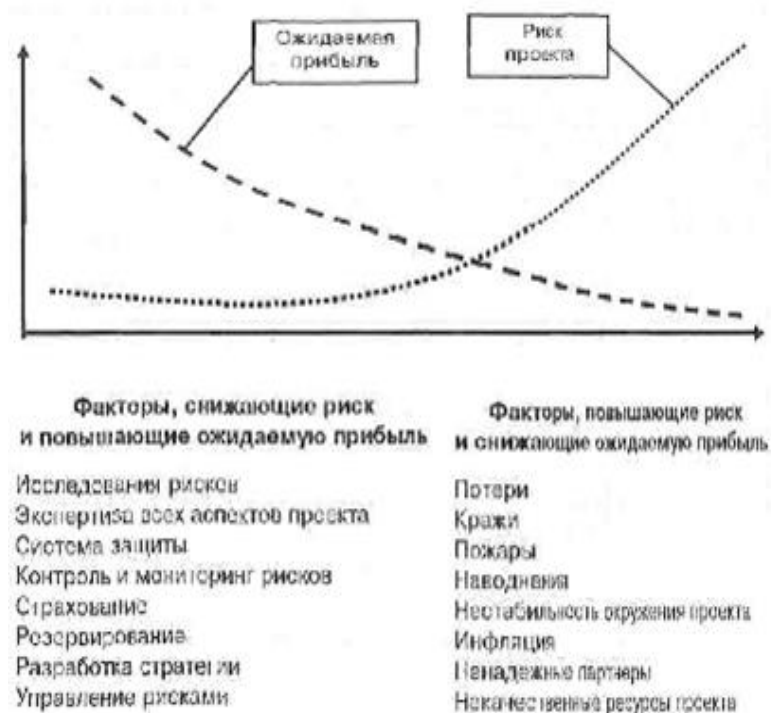 Ожидаемая
прибыль
Риск
проекта
Факторы, снижающие риск
и повышающие ожидаемую прибыль
Исследования рисков
Экспертиза всех аспектов проекта
Система защиты
Контроль и мониторинг рисков
Страхование
Резервирование
Разработка стратегии
Управление рисками
Факторы, повышающие риск
и снижающие ожидаемую прибыль
Потери
Кражи
Пожары
Наводнения
Нестабильность окружения проекта
Инфляция
Ненадежные партнеры
Некачественные ресурсы проекта